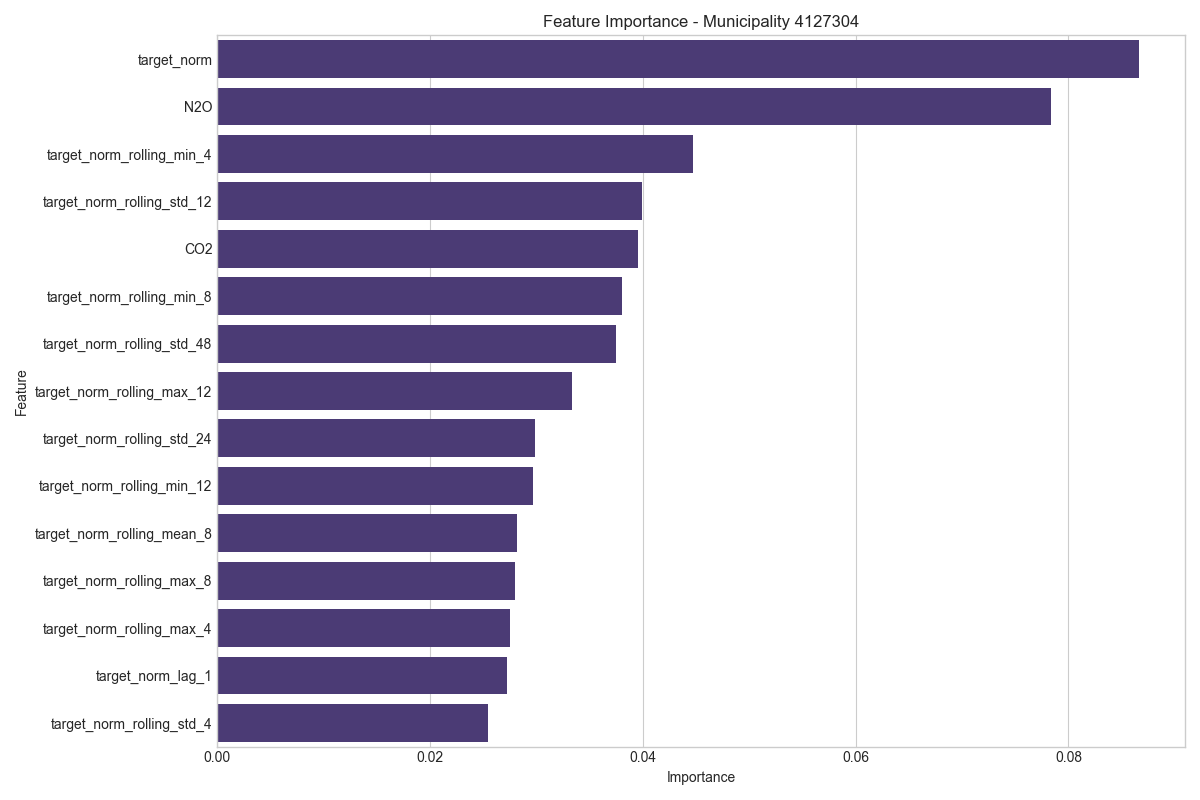 Feature Importance - Municipality 4127304
Feature
target_norm
N2O
target_norm_rolling_min_4
target_norm_rolling_std_12
CO2
target_norm_rolling_min_8
target_norm_rolling_std_48
target_norm_rolling_max_12
target_norm_rolling_std_24
target_norm_rolling_min_12
target_norm_rolling_mean_8
target_norm_rolling_max_8
target_norm_rolling_max_4
target_norm_lag_1
target_norm_rolling_std_4
0.00 0.02 0.04 0.06 0.08
Importance